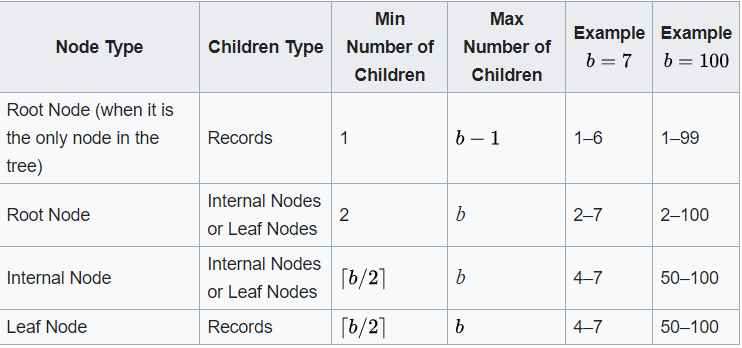 Node Type Children Type Min Number of Children Max Number of Children Example b = 7 Example b = 100
Root Node (when it is the only node in the tree) Records 1 b − 1 1–6 1–99
Root Node Internal Nodes or Leaf Nodes 2 b 2–7 2–100
Internal Node Internal Nodes or Leaf Nodes ⌈b/2⌉ b 4–7 50–100
Leaf Node Records ⌈b/2⌉ b 4–7 50–100